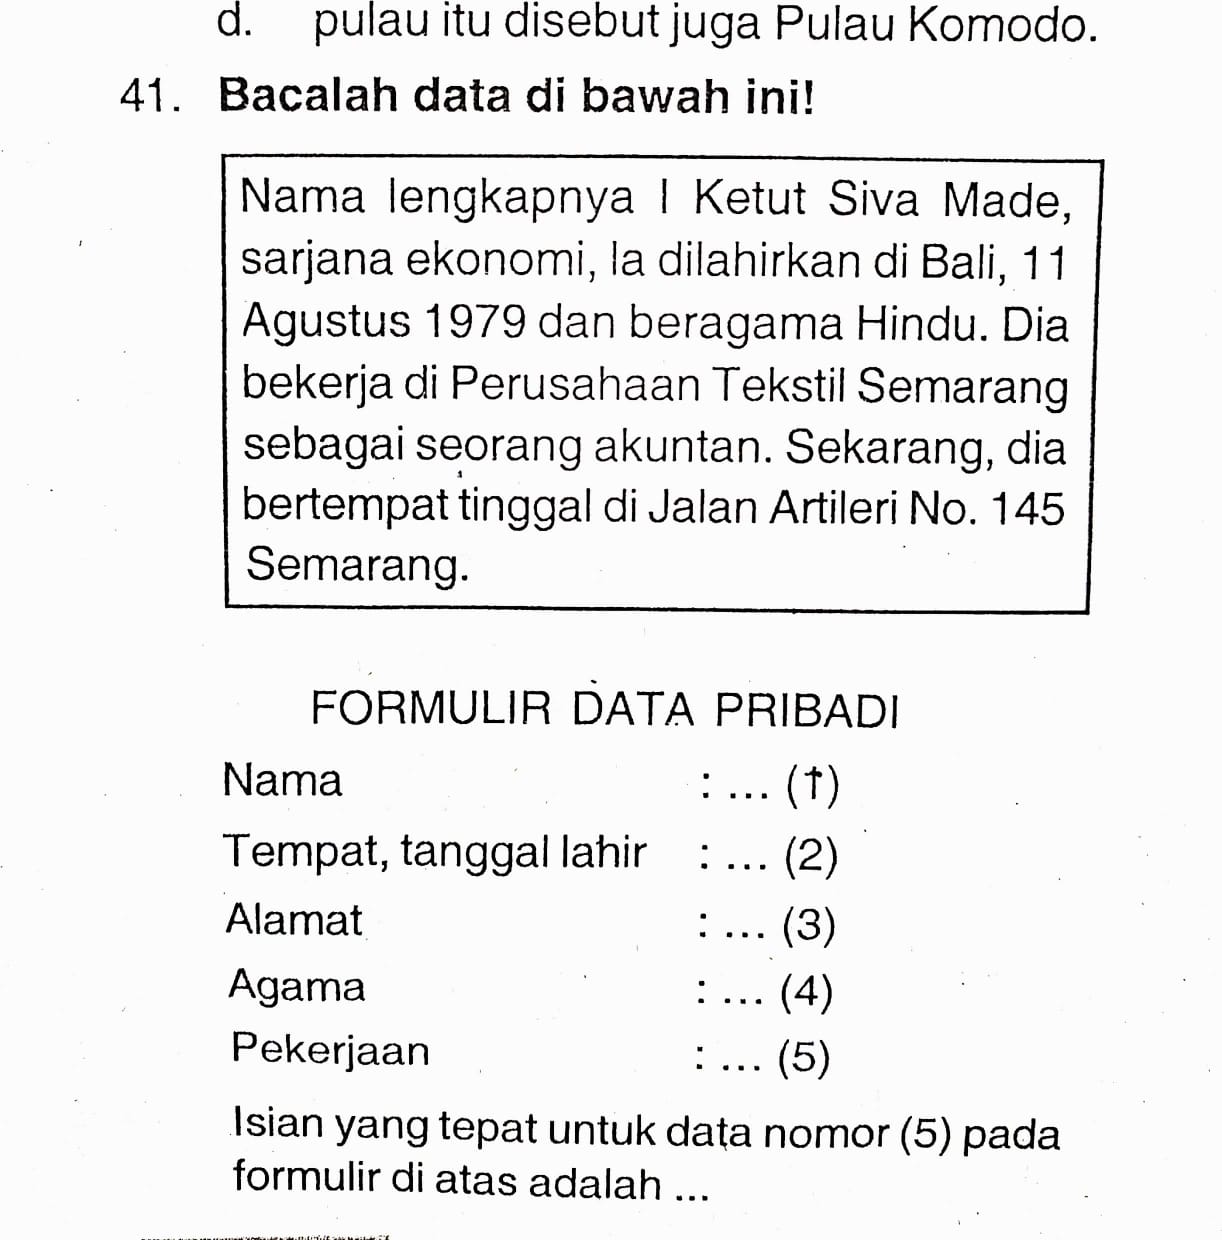 d. pulau itu disebut juga Pulau Komodo.
41. Bacalah data di bawah ini!
Nama lengkapnya I Ketut Siva Made,
sarjana ekonomi, Ia dilahirkan di Bali, 11
Agustus 1979 dan beragama Hindu. Dia
bekerja di Perusahaan Tekstil Semarang
sebagai seorang akuntan. Sekarang, dia
bertempat tinggal di Jalan Artileri No. 145
Semarang.
FORMULIR DATA PRIBADI
Nama : ... (1)
Tempat, tanggal lahir : ... (2)
Alamat : ... (3)
Agama : ... (4)
Pekerjaan : ... (5)
Isian yang tepat untuk data nomor (5) pada
formulir di atas adalah ...